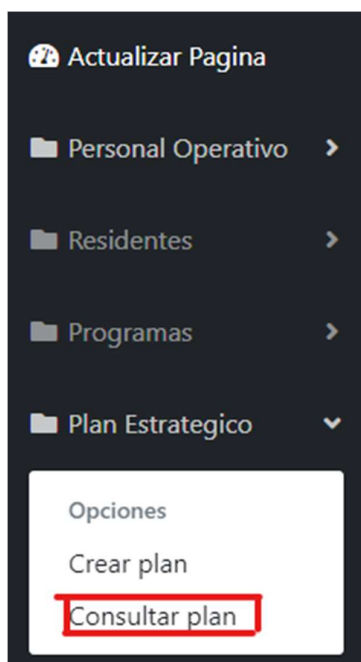 Actualizar Pagina
Personal Operativo
Residentes
Programas
Plan Estrategico
Opciones
Crear plan
Consultar plan